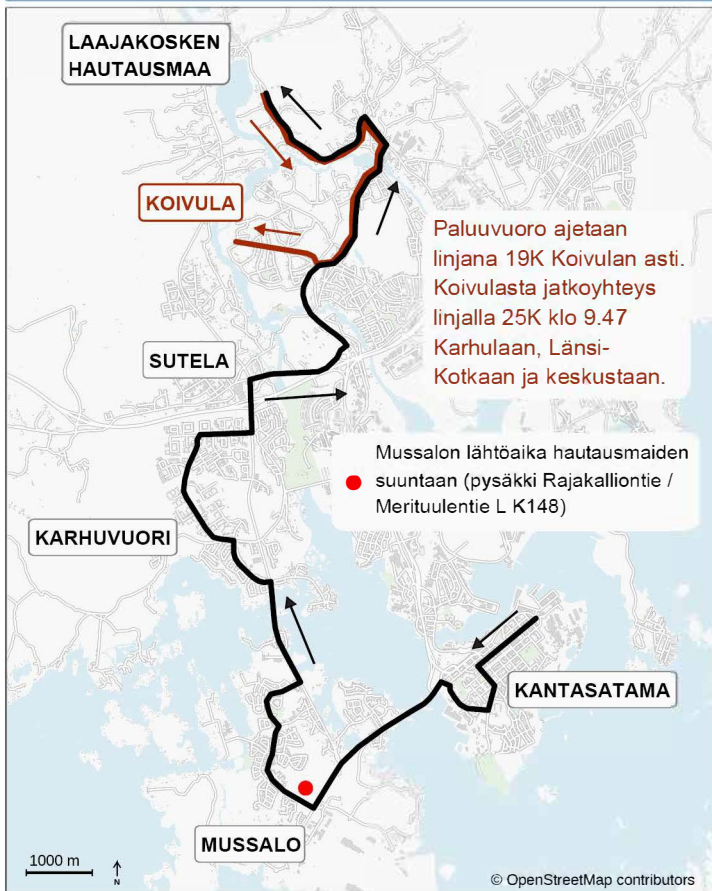 LAAJAKOSKEN
HAUTAUSMAA
KOIVULA
Paluuvuoro ajetaan
linjana 19K Koivulan asti.
Koivulasta jatkoyhteys
linjalla 25K klo 9.47
Karhulaan, Länsi-
Kotkaan ja keskustaan.
SUTELA
Mussalon lähtöaika hautausmaiden
suuntaan (pysäkki Rajakalliontie /
Merituulentie L K148)
KARHUVUORI
KANTASATAMA
MUSSALO
1000 m
N
© OpenStreetMap contributors